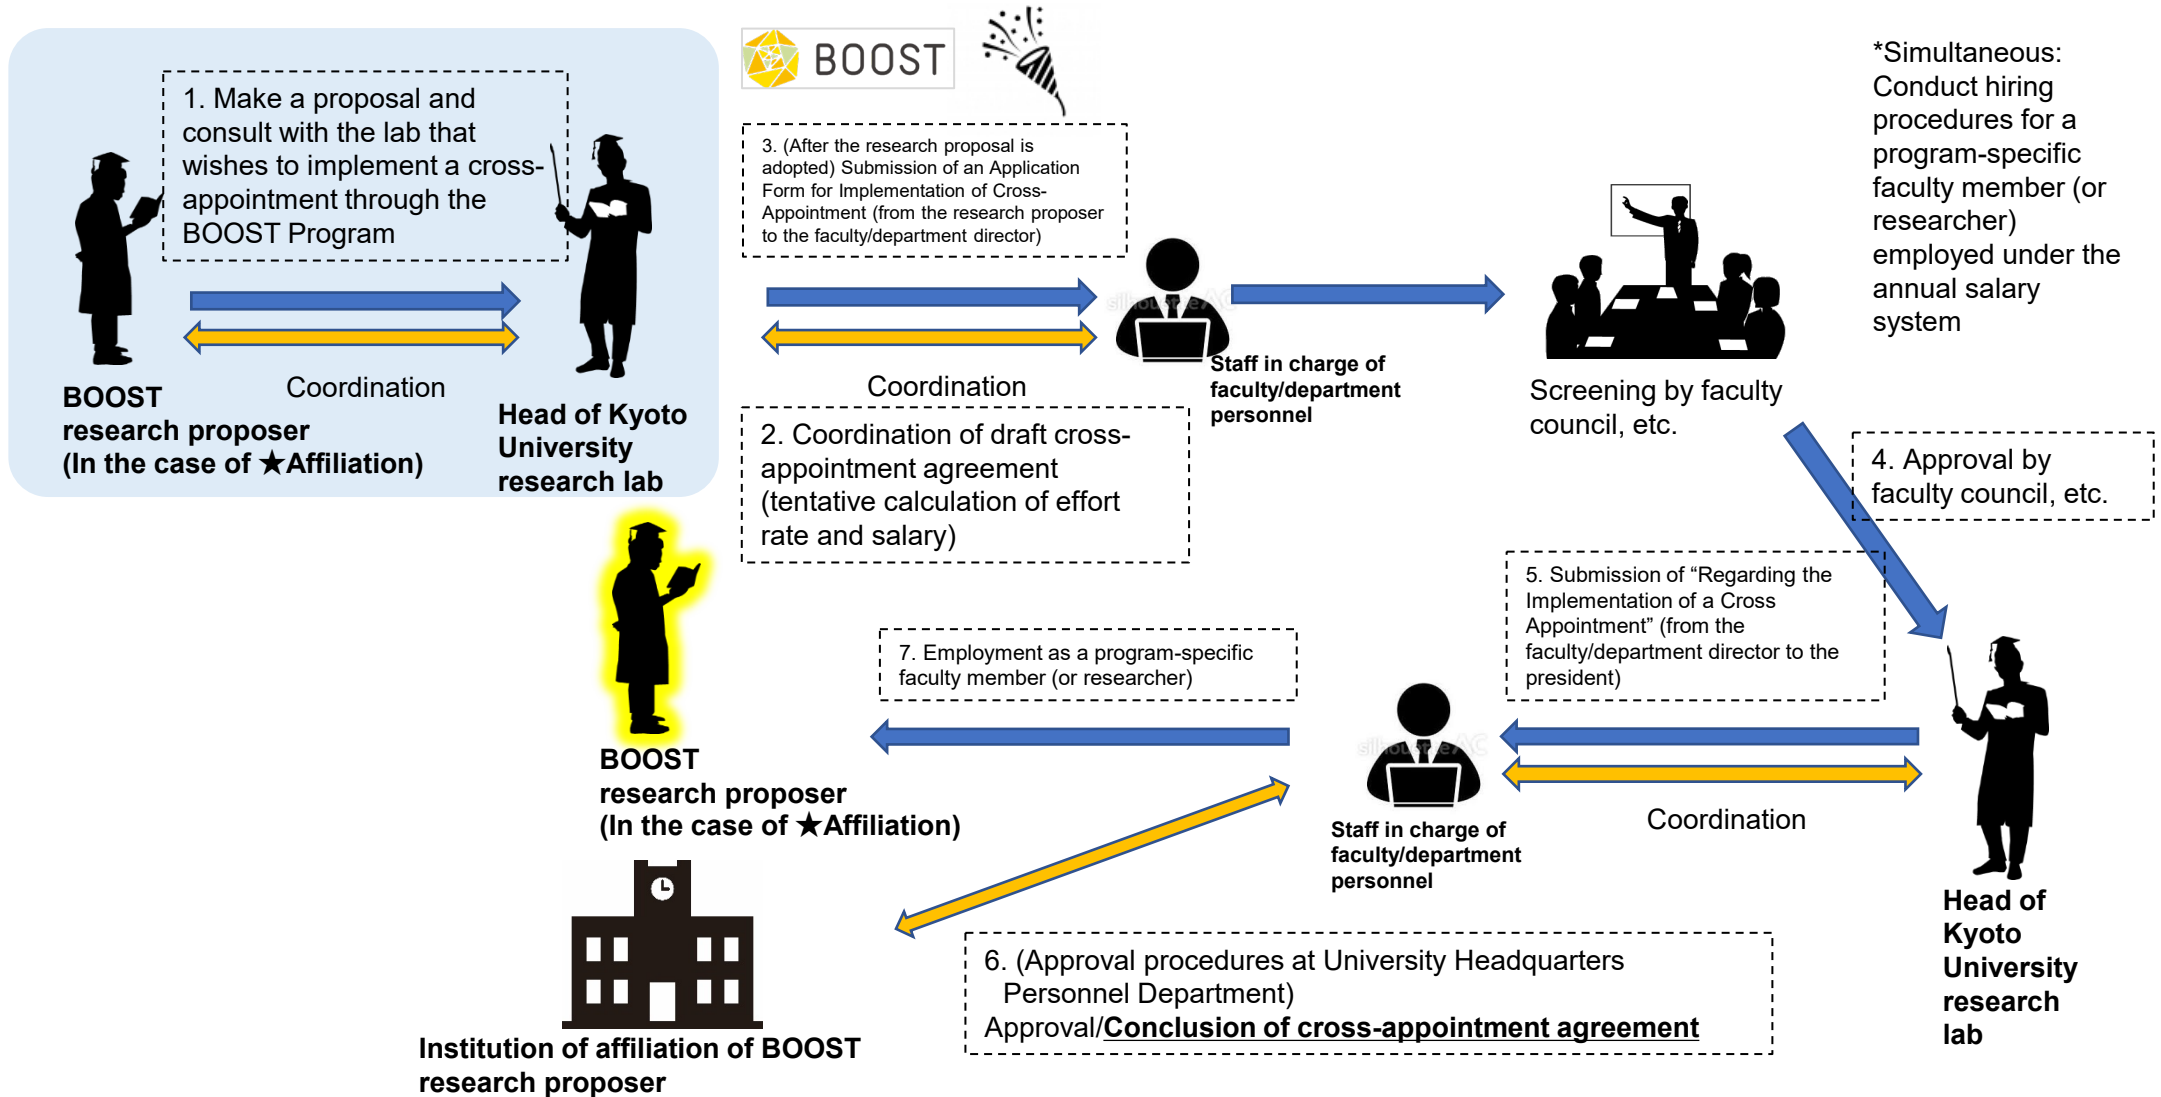 1. Make a proposal and
consult with the lab that
wishes to implement a cross-
appointment through the
BOOST Program
Coordination
BOOST
research proposer
(In the case of ★Affiliation)
Head of Kyoto
University
research lab
BOOST
3. (After the research proposal is
adopted) Submission of an Application
Form for Implementation of Cross-
Appointment (from the research proposer
to the faculty/department director)
Coordination
2. Coordination of draft cross-
appointment agreement
(tentative calculation of effort
rate and salary)
Staff in charge of
faculty/department
personnel
Screening by faculty
council, etc.
*Simultaneous:
Conduct hiring
procedures for a
program-specific
faculty member (or
researcher)
employed under the
annual salary
system
4. Approval by
faculty council, etc.
5. Submission of “Regarding the
Implementation of a Cross
Appointment” (from the
faculty/department director to the
president)
Coordination
Head of
Kyoto
University
research
lab
Staff in charge of
faculty/department
personnel
7. Employment as a program-specific
faculty member (or researcher)
BOOST
research proposer
(In the case of ★Affiliation)
6. (Approval procedures at University Headquarters
Personnel Department)
Approval/Conclusion of cross-appointment agreement
Institution of affiliation of BOOST
research proposer